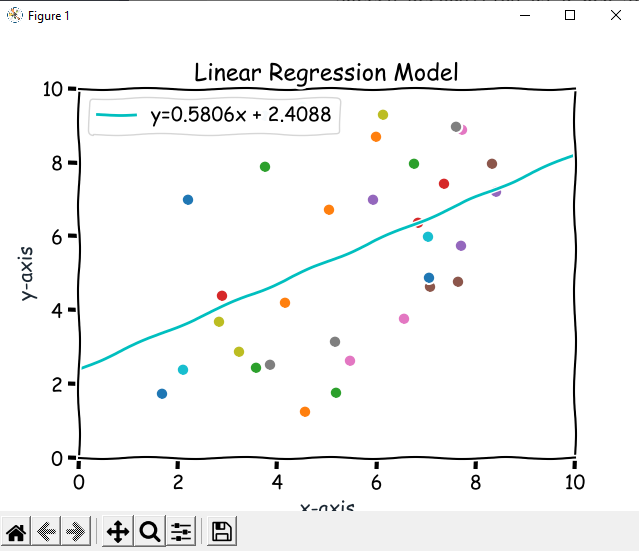 Figure 1
Linear Regression Model
y=0.5806x + 2.4088
10
8
6
4
2
0
y-axis
0 2 4 6 8 10
x-axis